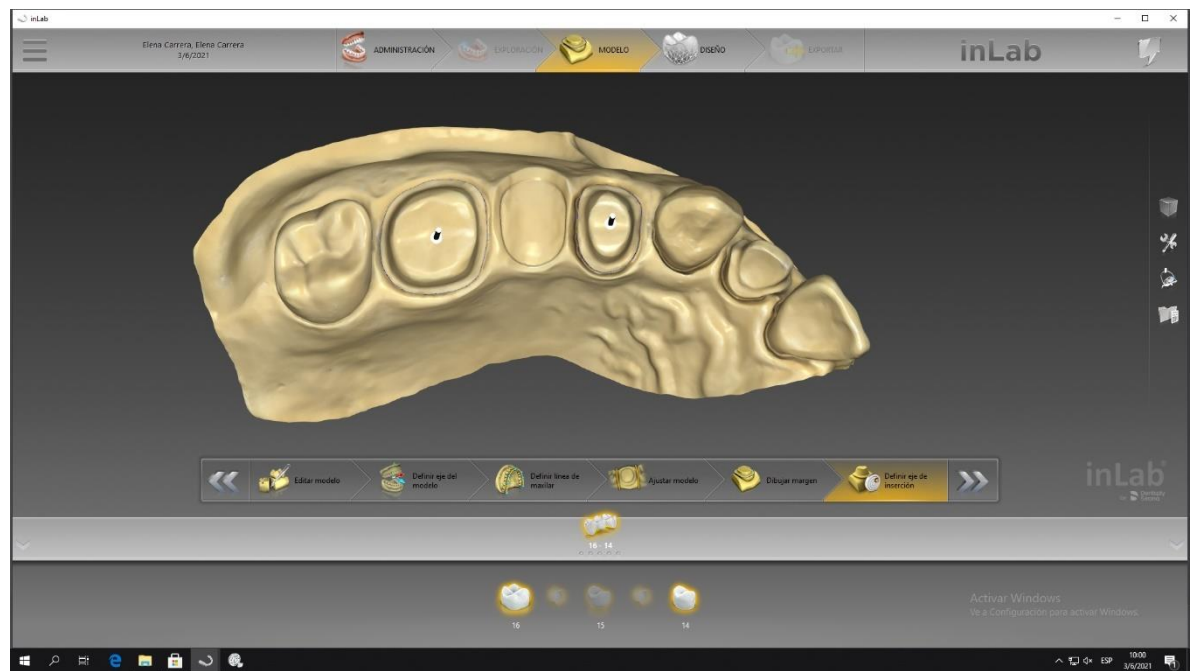 inLab
Elena Carrera, Elena Carrera
3/6/2021
ADMINISTRACIÓN
EXPLORACIÓN
MODELO
DISEÑO
EXPORTAR
inLab
Editar modelo
Definir eje del
modelo
Definir línea de
maxilar
Ajustar modelo
Dibujar margen
Definir eje de
inserción
inLab
16 - 14
16
15
14
Activar Windows
Ve a Configuración para activar Windows.
ESP
10:00
3/6/2021